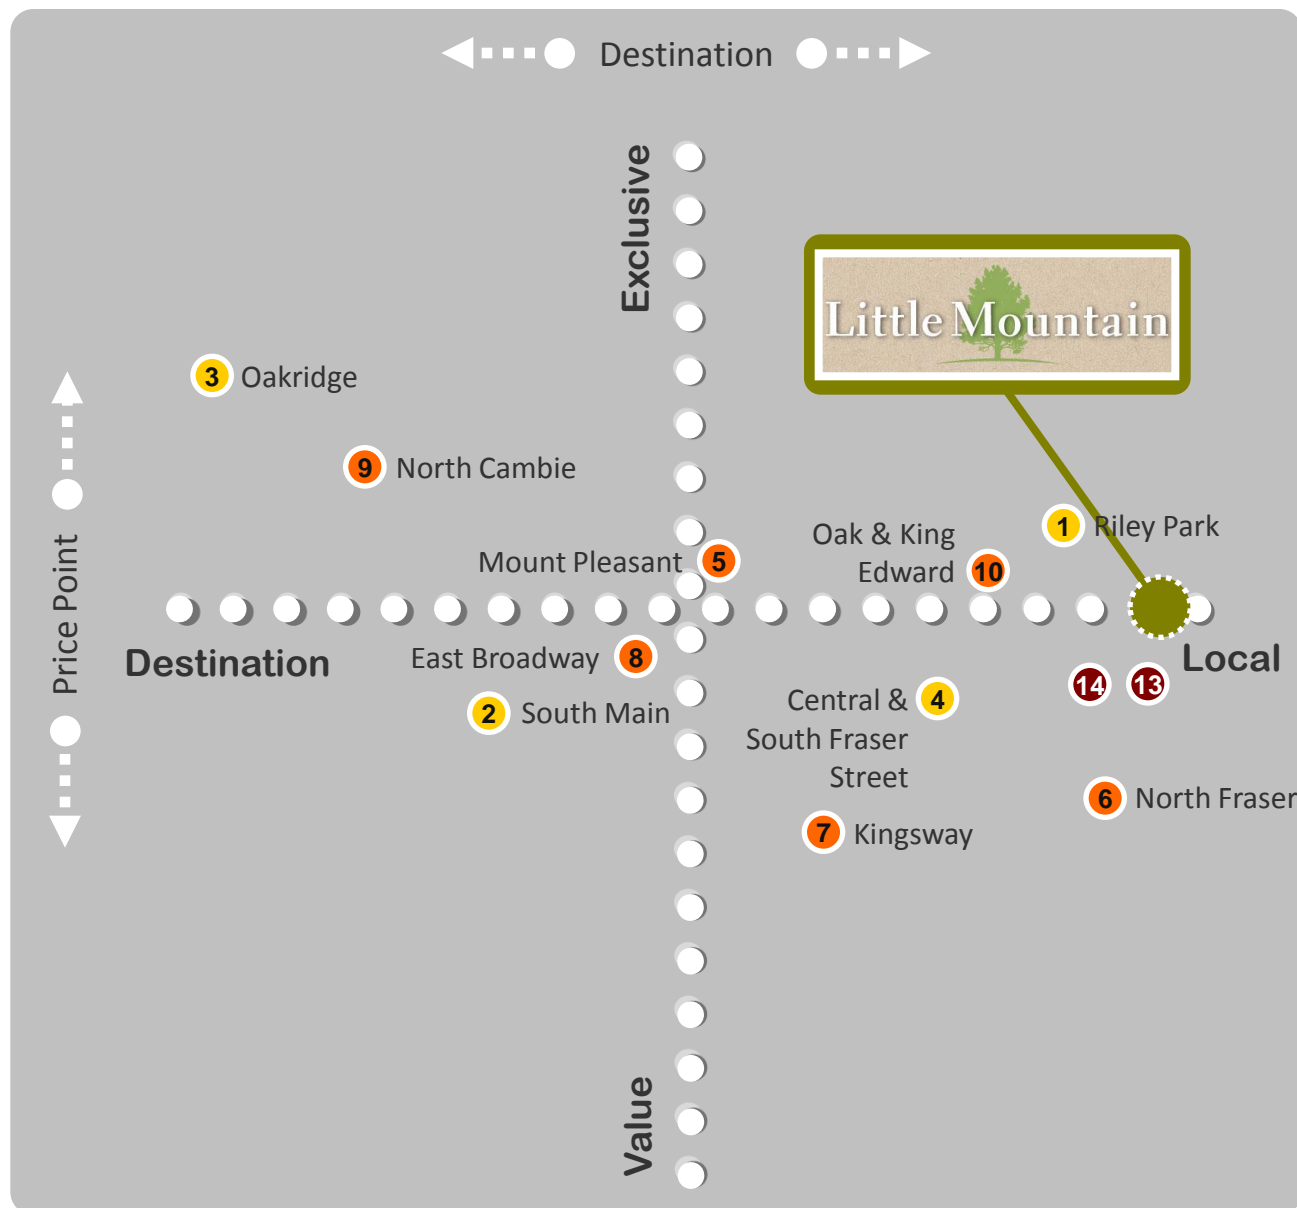 Destination
Exclusive
Little Mountain
3 Oakridge
9 North Cambie
1 Riley Park
Oak & King
Edward 10
Mount Pleasant 5
Price Point
Destination
Local
East Broadway 8
2 South Main
14 13
Central & 4
South Fraser
Street
6 North Fraser
7 Kingsway
Value